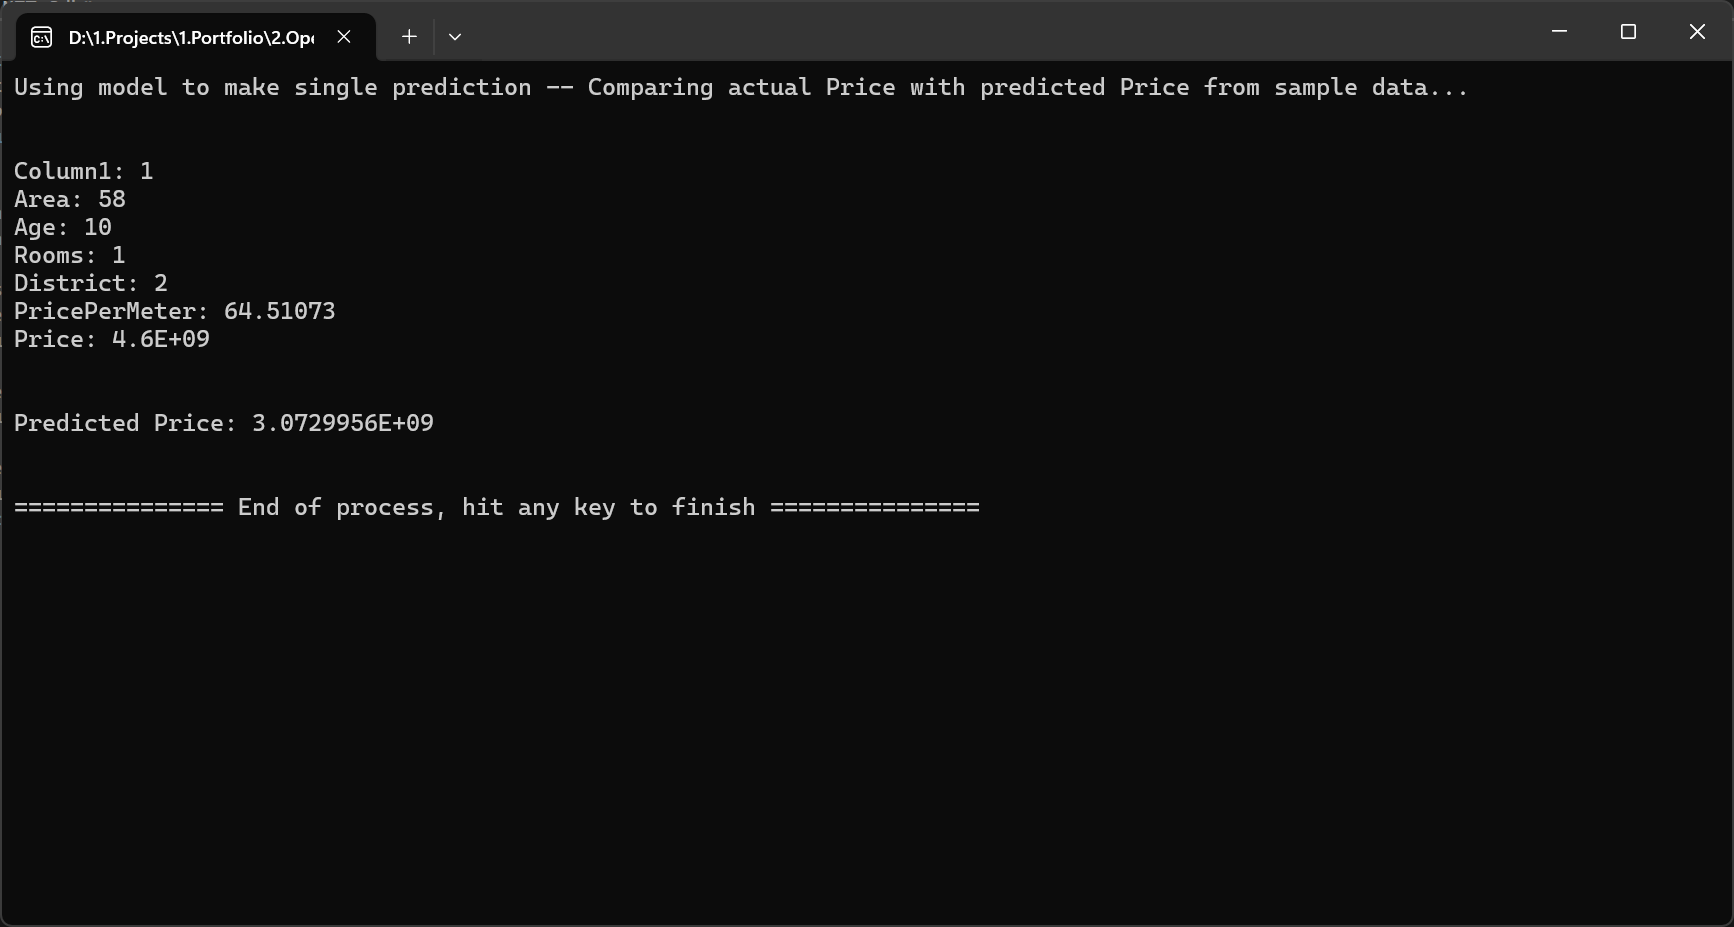 D:\1.Projects\1.Portfolio\2.Ope
Using model to make single prediction -- Comparing actual Price with predicted Price from sample data...
Column1: 1
Area: 58
Age: 10
Rooms: 1
District: 2
PricePerMeter: 64.51073
Price: 4.6E+09
Predicted Price: 3.0729956E+09
=============== End of process, hit any key to finish ===============